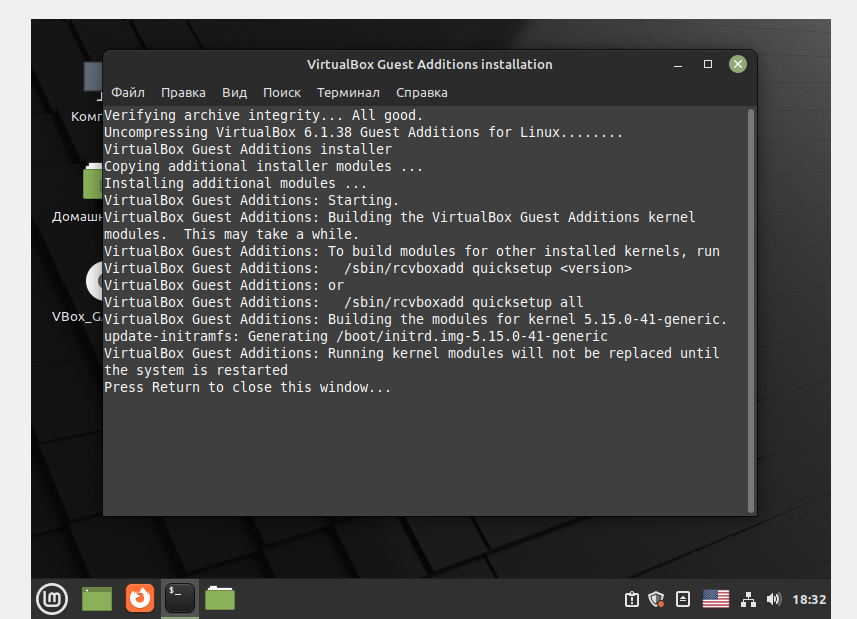 VirtualBox Guest Additions installation
Файл Правка Вид Поиск Терминал Справка
Verifying archive integrity... All good.
Uncompressing VirtualBox 6.1.38 Guest Additions for Linux........
VirtualBox Guest Additions installer
Copying additional installer modules ...
Installing additional modules ...
VirtualBox Guest Additions: Starting.
VirtualBox Guest Additions: Building the VirtualBox Guest Additions kernel
modules.  This may take a while.
VirtualBox Guest Additions: To build modules for other installed kernels, run
VirtualBox Guest Additions:   /sbin/rcvboxadd quicksetup <version>
VirtualBox Guest Additions: or
VirtualBox Guest Additions:   /sbin/rcvboxadd quicksetup all
VirtualBox Guest Additions: Building the modules for kernel 5.15.0-41-generic.
update-initramfs: Generating /boot/initrd.img-5.15.0-41-generic
VirtualBox Guest Additions: Running kernel modules will not be replaced until
the system is restarted
Press Return to close this window...
$_
18:32